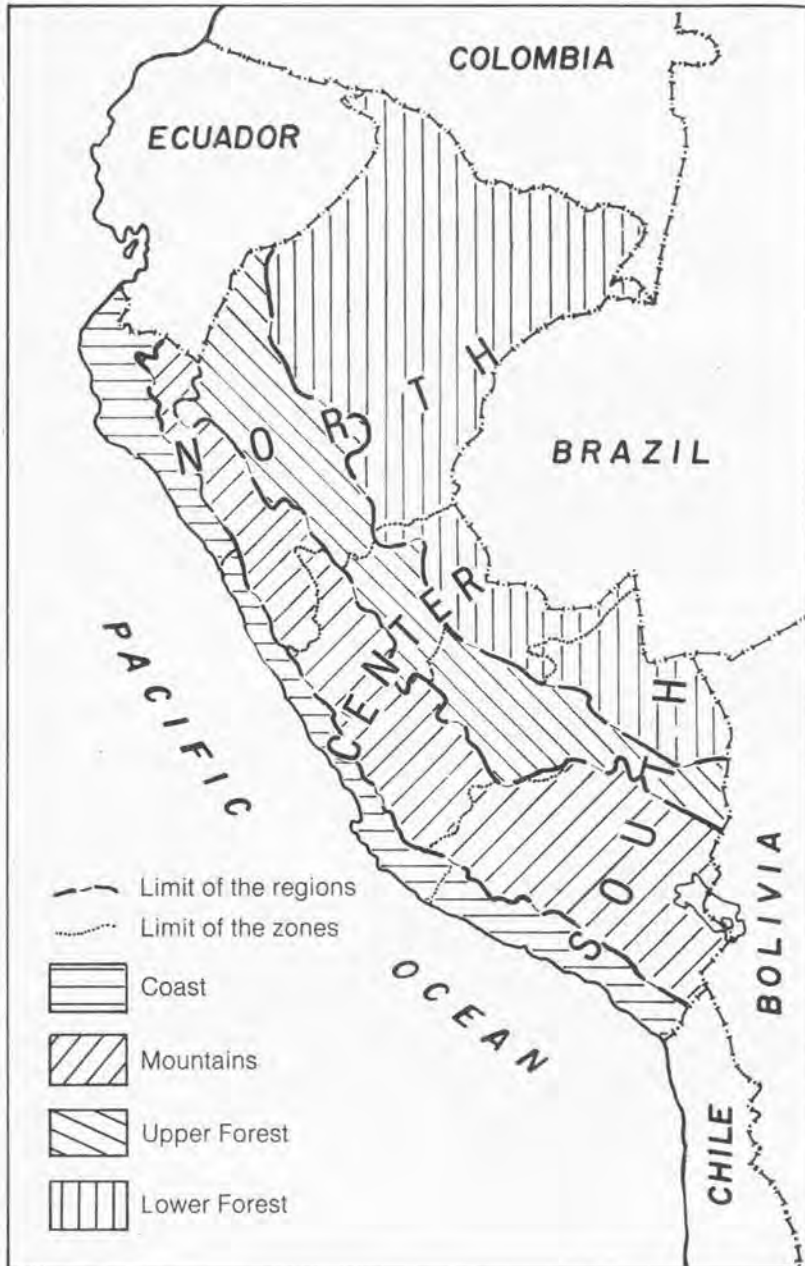 COLOMBIA
ECUADOR
BRAZIL
NORTH
CENTER
SOUTH
PACIFIC
OCEAN
BOLIVIA
CHILE
Limit of the regions
Limit of the zones
Coast
Mountains
Upper Forest
Lower Forest